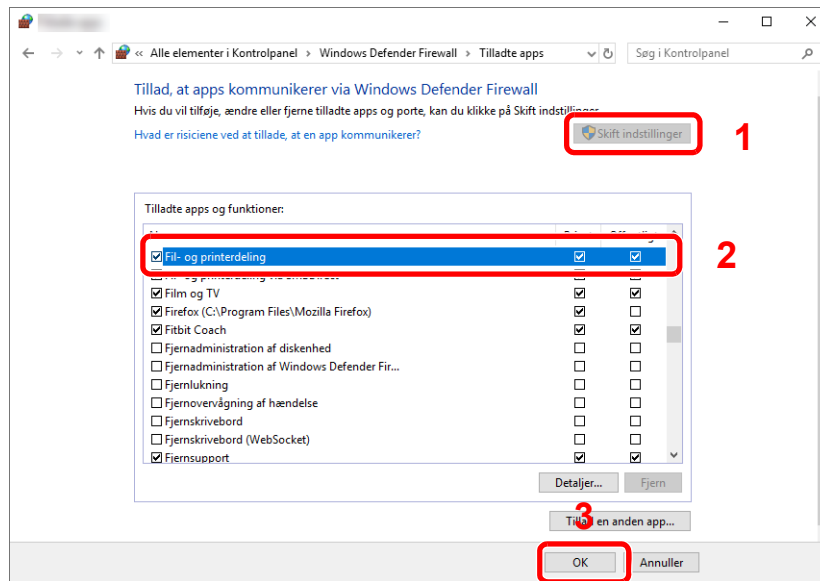 « Alle elementer i Kontrolpanel > Windows Defender Firewall > Tilladte apps Søg i Kontrolpanel
Tillad, at apps kommunikerer via Windows Defender Firewall
Hvis du vil tilføje, ændre eller fjerne tilladte apps og porte, kan du klikke på Skift indstillinger
Hvad er risiciene ved at tillade, at en app kommunikerer?
Skift indstillinger
1
Tilladte apps og funktioner:
Fil- og printerdeling
2
Film og TV
Firefox (C:\Program Files\Mozilla Firefox)
Fitbit Coach
Fjernadministration af diskenhed
Fjernadministration af Windows Defender Fir...
Fjernlukning
Fjernovervågning af hændelse
Fjernskrivebord
Fjernskrivebord (WebSocket)
Fjernsupport
Detaljer... Fjern
3
Tillad en anden app...
OK Annuller